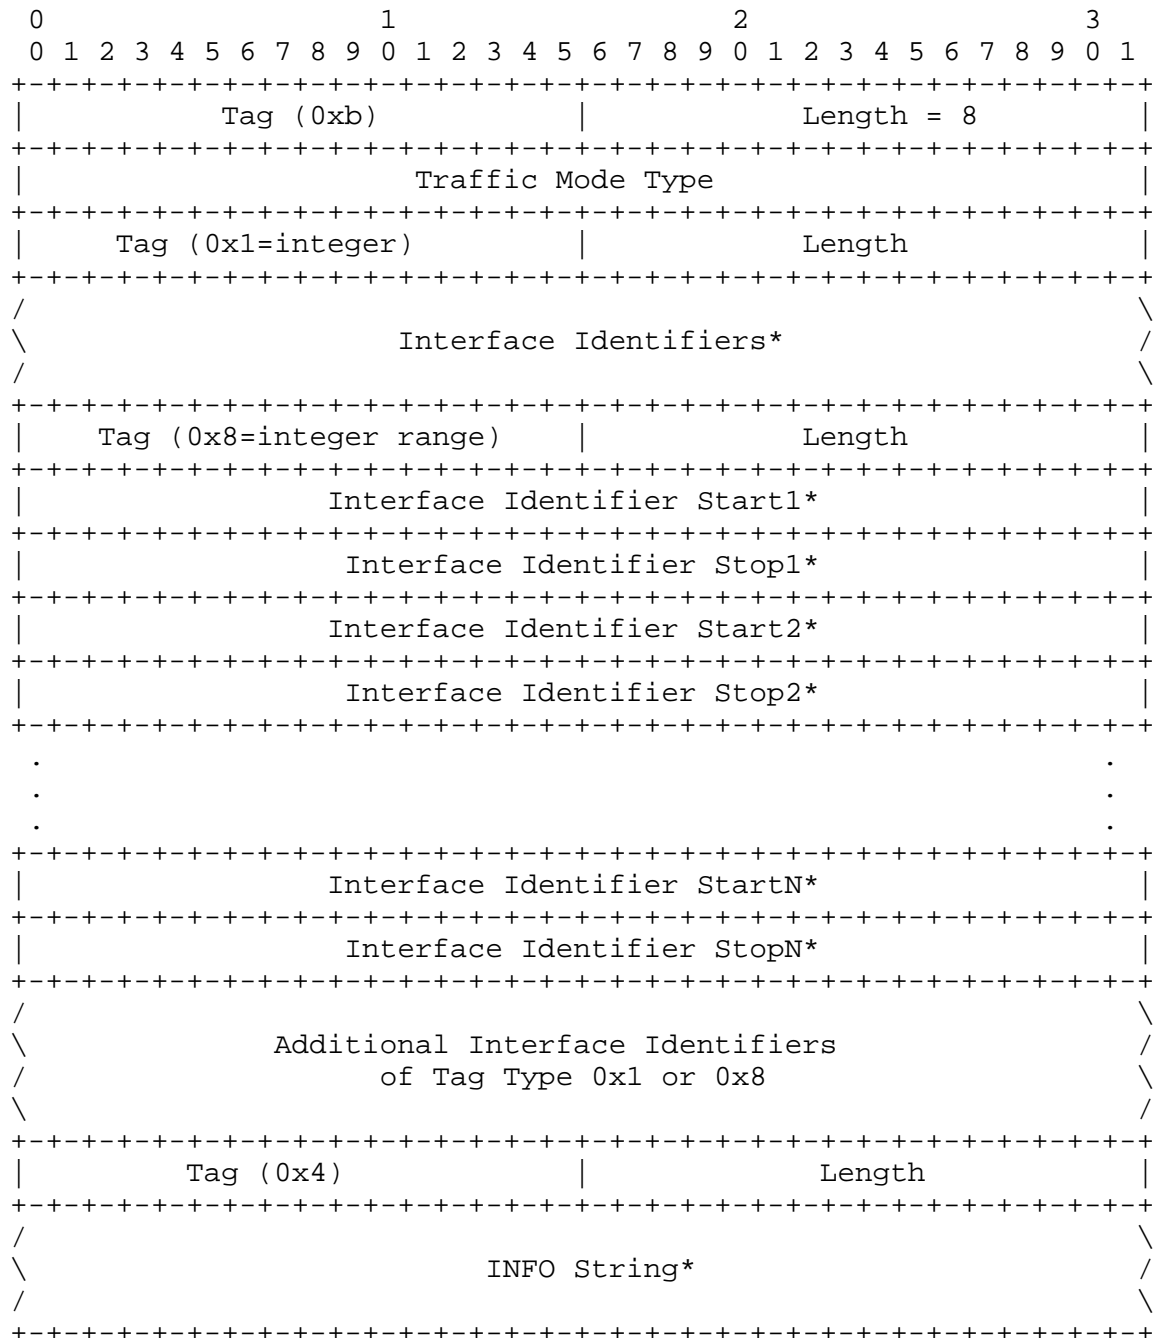 0                   1                   2                   3
 0 1 2 3 4 5 6 7 8 9 0 1 2 3 4 5 6 7 8 9 0 1 2 3 4 5 6 7 8 9 0 1
+-+-+-+-+-+-+-+-+-+-+-+-+-+-+-+-+-+-+-+-+-+-+-+-+-+-+-+-+-+-+-+-+
|           Tag (0xb)           |            Length = 8         |
+-+-+-+-+-+-+-+-+-+-+-+-+-+-+-+-+-+-+-+-+-+-+-+-+-+-+-+-+-+-+-+-+
|                      Traffic Mode Type                        |
+-+-+-+-+-+-+-+-+-+-+-+-+-+-+-+-+-+-+-+-+-+-+-+-+-+-+-+-+-+-+-+-+
|     Tag (0x1=integer)         |            Length             |
+-+-+-+-+-+-+-+-+-+-+-+-+-+-+-+-+-+-+-+-+-+-+-+-+-+-+-+-+-+-+-+-+
/                                                               \
\                     Interface Identifiers*                    /
/                                                               \
+-+-+-+-+-+-+-+-+-+-+-+-+-+-+-+-+-+-+-+-+-+-+-+-+-+-+-+-+-+-+-+-+
|    Tag (0x8=integer range)    |            Length             |
+-+-+-+-+-+-+-+-+-+-+-+-+-+-+-+-+-+-+-+-+-+-+-+-+-+-+-+-+-+-+-+-+
|                 Interface Identifier Start1*                  |
+-+-+-+-+-+-+-+-+-+-+-+-+-+-+-+-+-+-+-+-+-+-+-+-+-+-+-+-+-+-+-+-+
|                  Interface Identifier Stop1*                  |
+-+-+-+-+-+-+-+-+-+-+-+-+-+-+-+-+-+-+-+-+-+-+-+-+-+-+-+-+-+-+-+-+
|                 Interface Identifier Start2*                  |
+-+-+-+-+-+-+-+-+-+-+-+-+-+-+-+-+-+-+-+-+-+-+-+-+-+-+-+-+-+-+-+-+
|                  Interface Identifier Stop2*                  |
+-+-+-+-+-+-+-+-+-+-+-+-+-+-+-+-+-+-+-+-+-+-+-+-+-+-+-+-+-+-+-+-+
 .                                                             .
 .                                                             .
 .                                                             .
+-+-+-+-+-+-+-+-+-+-+-+-+-+-+-+-+-+-+-+-+-+-+-+-+-+-+-+-+-+-+-+-+
|                 Interface Identifier StartN*                  |
+-+-+-+-+-+-+-+-+-+-+-+-+-+-+-+-+-+-+-+-+-+-+-+-+-+-+-+-+-+-+-+-+
|                  Interface Identifier StopN*                  |
+-+-+-+-+-+-+-+-+-+-+-+-+-+-+-+-+-+-+-+-+-+-+-+-+-+-+-+-+-+-+-+-+
/                                                               \
\              Additional Interface Identifiers                 /
/                    of Tag Type 0x1 or 0x8                     \
\                                                               /
+-+-+-+-+-+-+-+-+-+-+-+-+-+-+-+-+-+-+-+-+-+-+-+-+-+-+-+-+-+-+-+-+
|         Tag (0x4)             |             Length            |
+-+-+-+-+-+-+-+-+-+-+-+-+-+-+-+-+-+-+-+-+-+-+-+-+-+-+-+-+-+-+-+-+
/                                                               \
\                          INFO String*                         /
/                                                               \
+-+-+-+-+-+-+-+-+-+-+-+-+-+-+-+-+-+-+-+-+-+-+-+-+-+-+-+-+-+-+-+-+